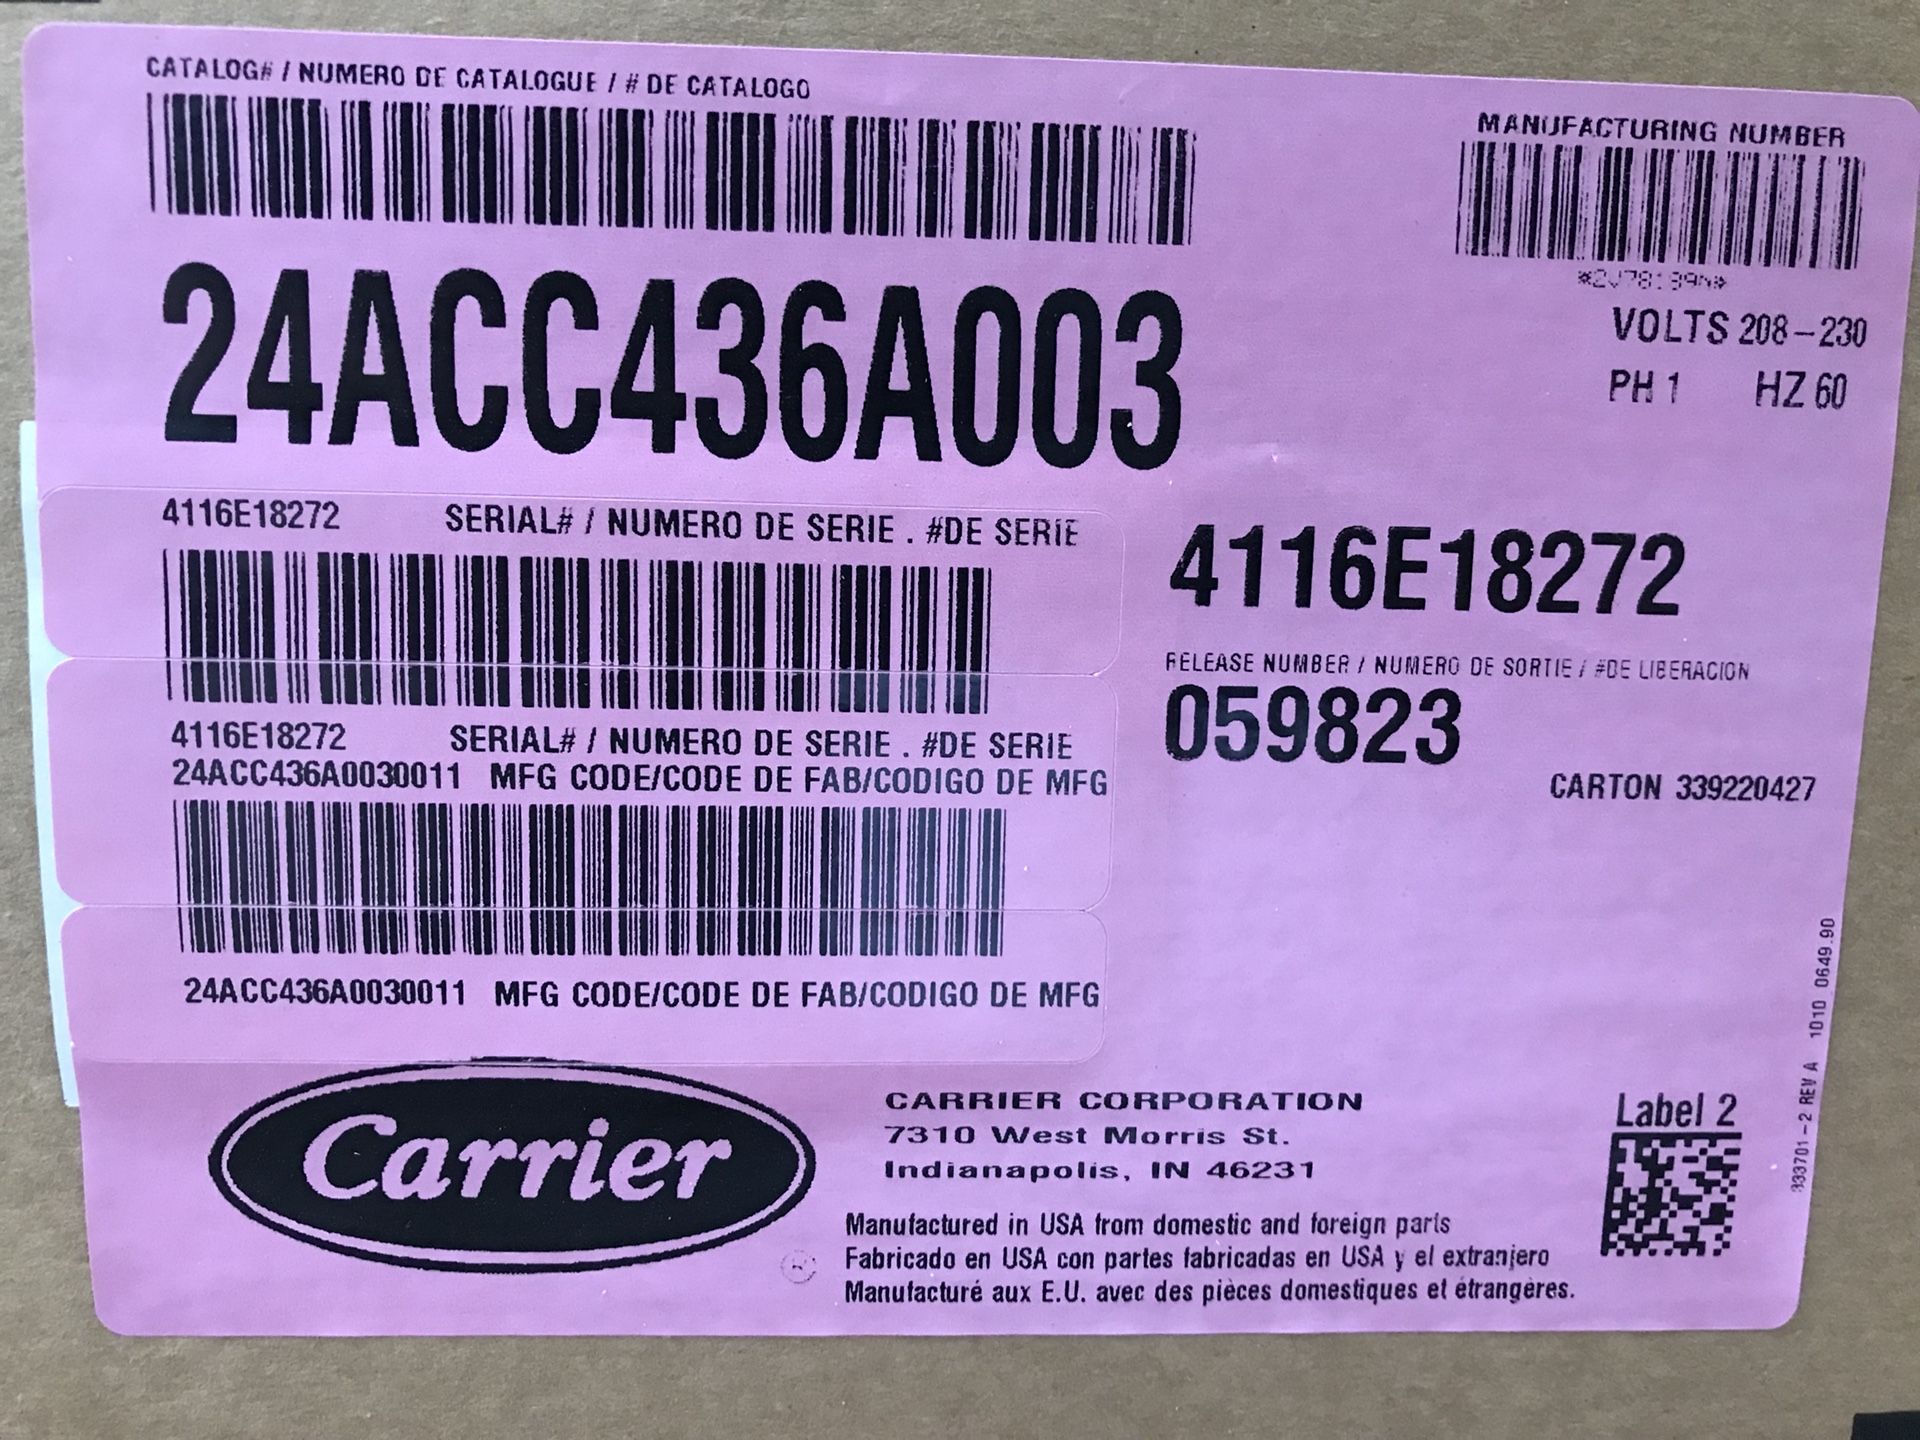 CATALOG# / NUMERO DE CATALOGUE / # DE CATALOGO
24ACC436A003
MANUFACTURING NUMBER
VOLTS 208-230
PH 1 HZ 60
4116E18272 SERIAL# / NUMERO DE SERIE . #DE SERIE
4116E18272
RELEASE NUMBER / NUMERO DE SORTIE / #DE LIBERACION
059823
CARTON 339220427
4116E18272 SERIAL# / NUMERO DE SERIE . #DE SERIE
24ACC436A0030011 MFG CODE/CODE DE FAB/CODIGO DE MFG
24ACC436A0030011 MFG CODE/CODE DE FAB/CODIGO DE MFG
Carrier
CARRIER CORPORATION
7310 West Morris St.
Indianapolis, IN 46231
Manufactured in USA from domestic and foreign parts
Fabricado en USA con partes fabricadas en USA y el extranjero
Manufacturé aux E.U. avec des pièces domestiques et étrangères.
Label 2
333701-2 REV A 1010 0649.90